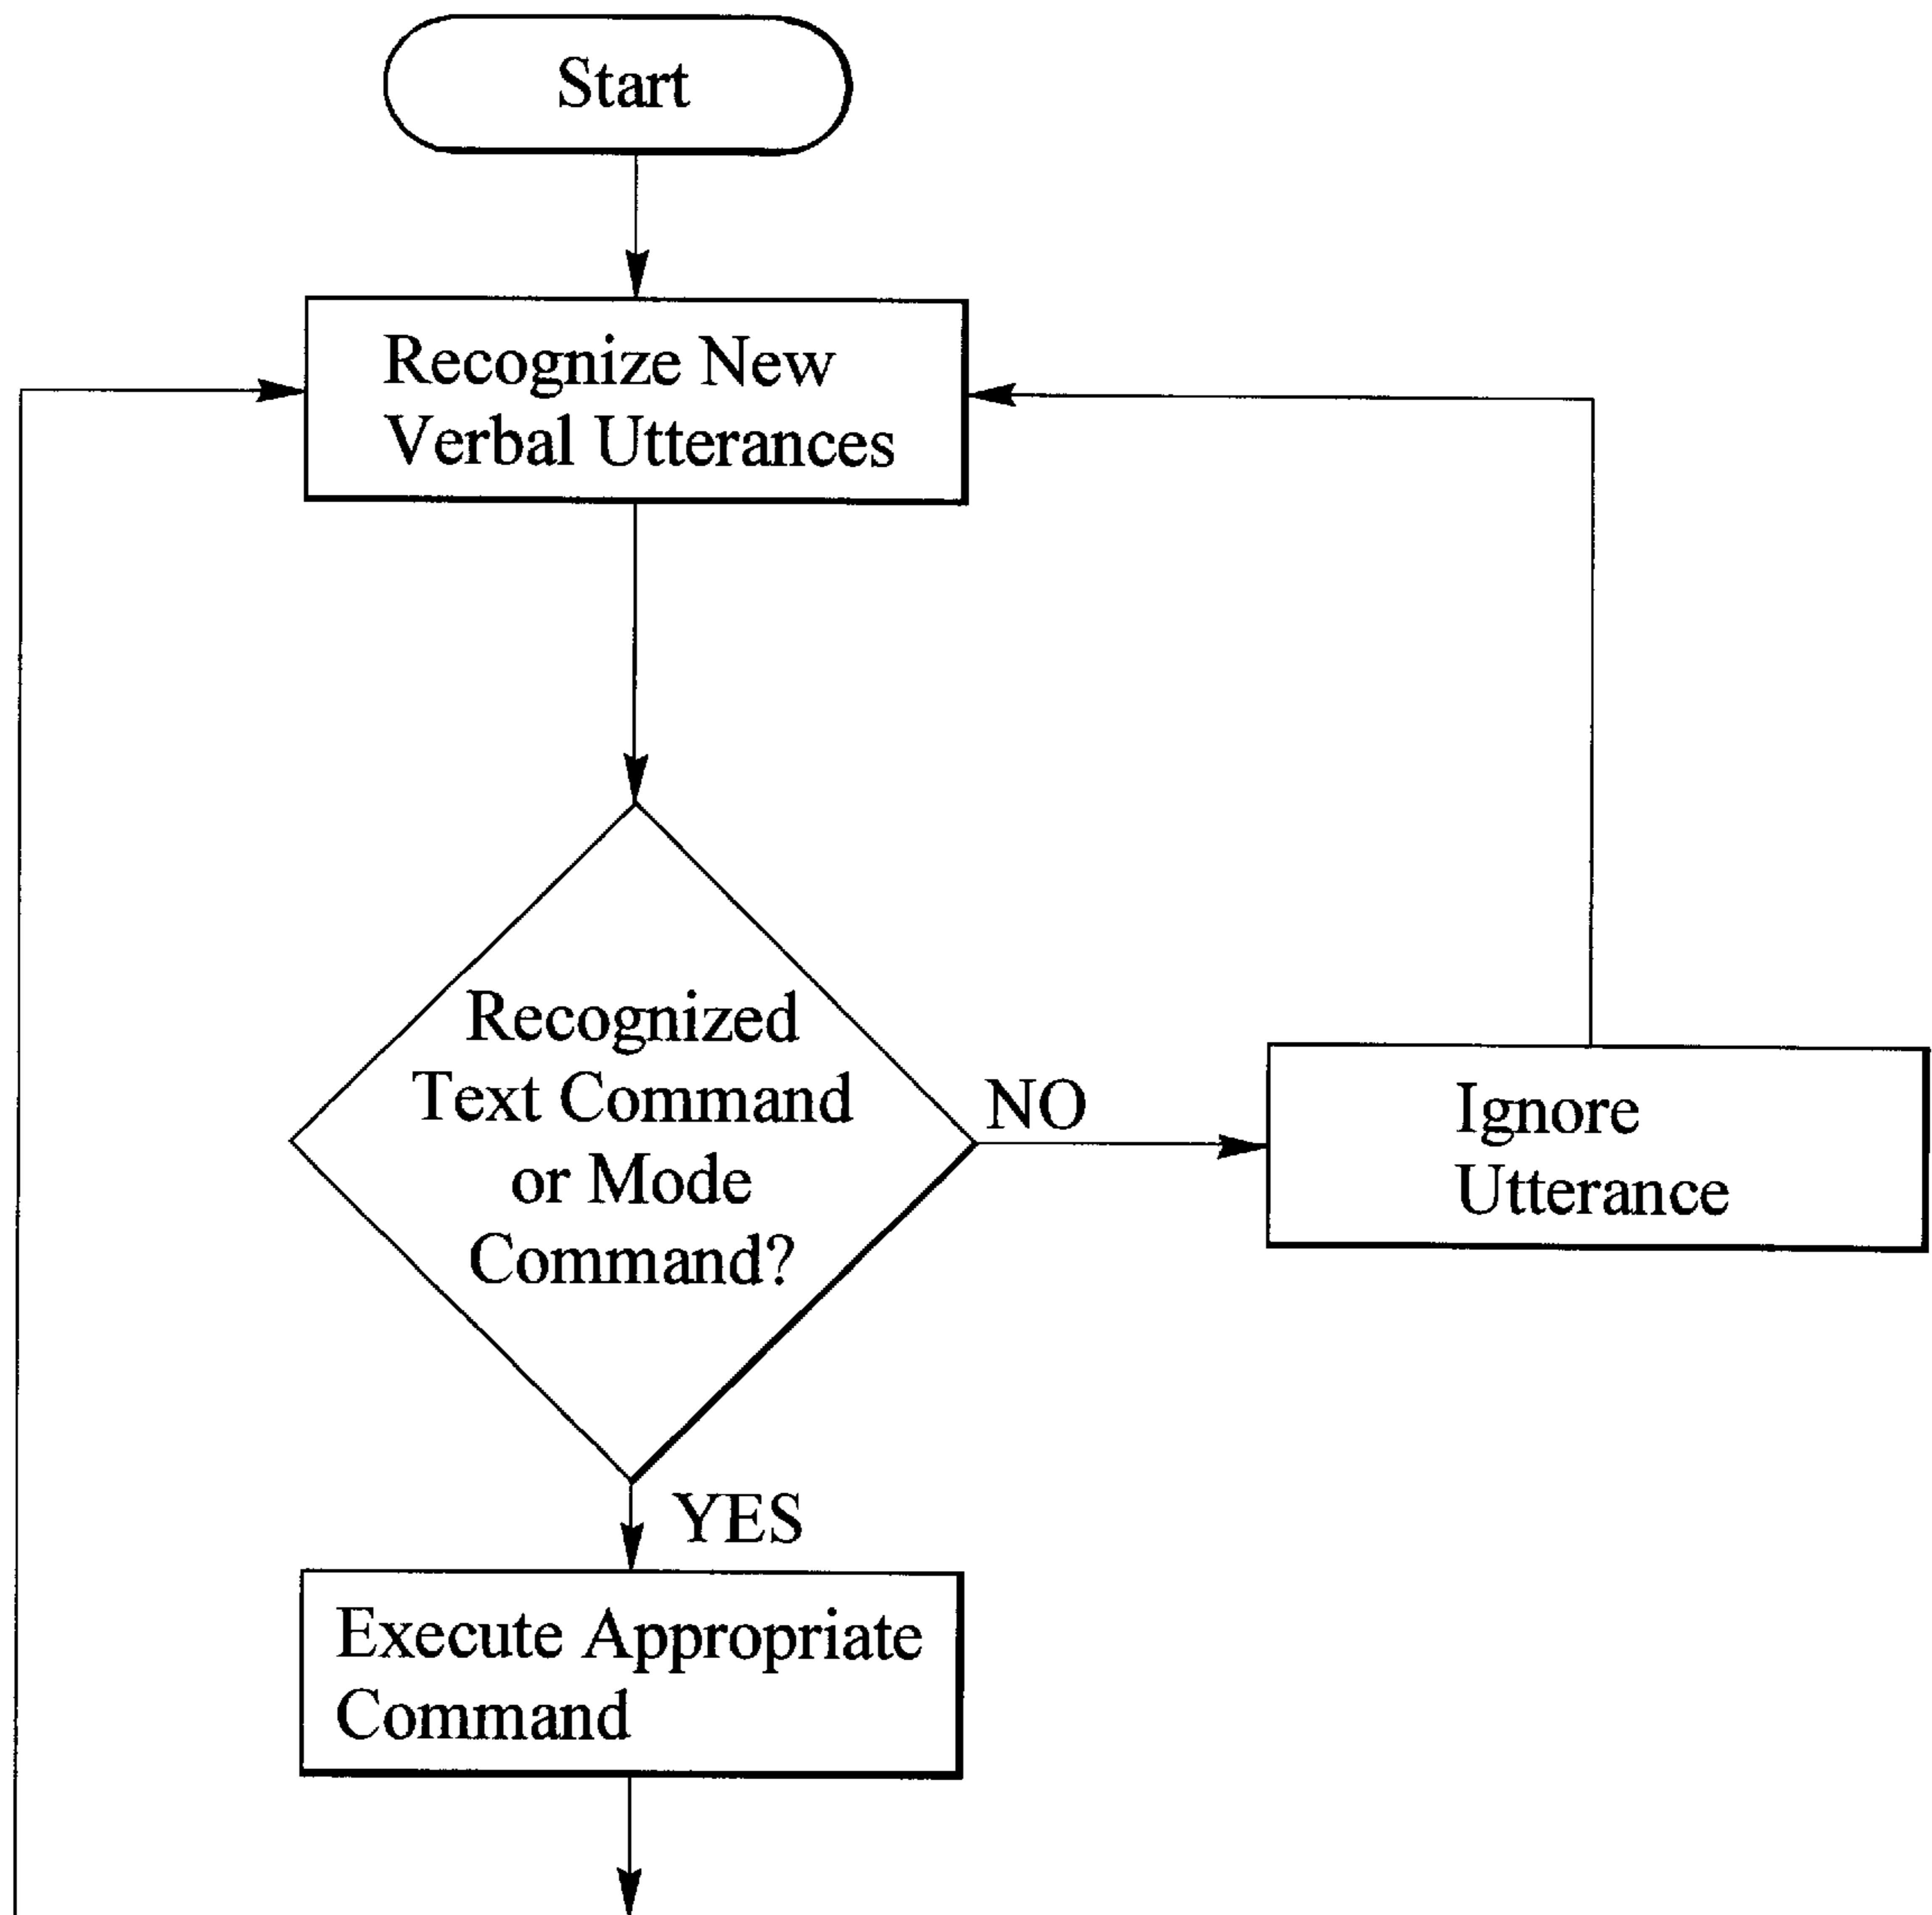 Start
Recognize New
Verbal Utterances
Recognized
Text Command
or Mode
Command?
NO
Ignore
Utterance
YES
Execute Appropriate
Command